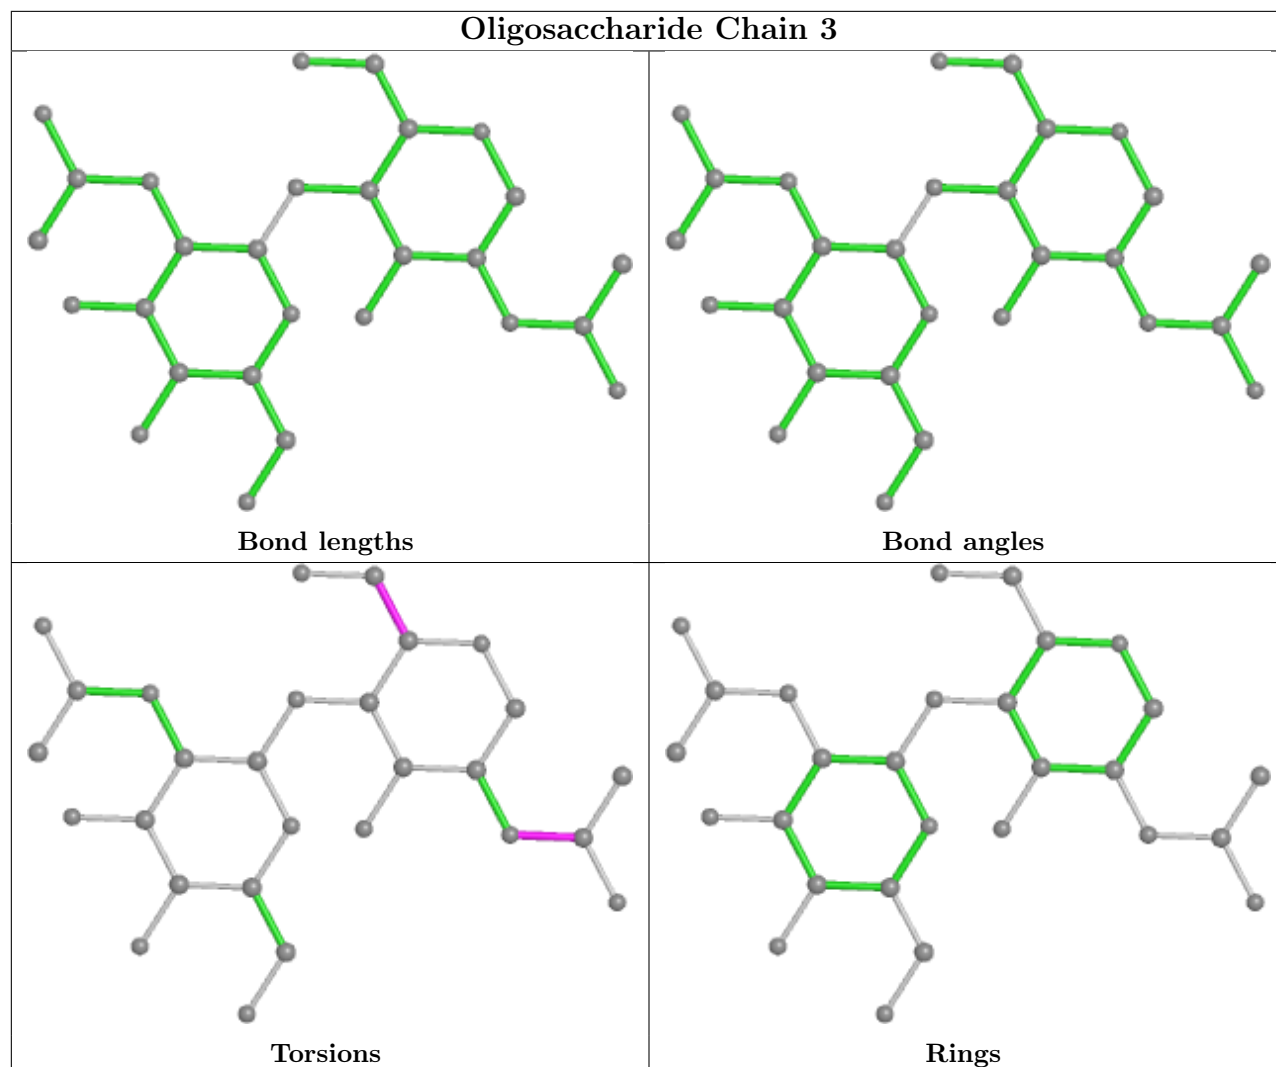 Oligosaccharide Chain 3
Bond lengths
Bond angles
Torsions
Rings